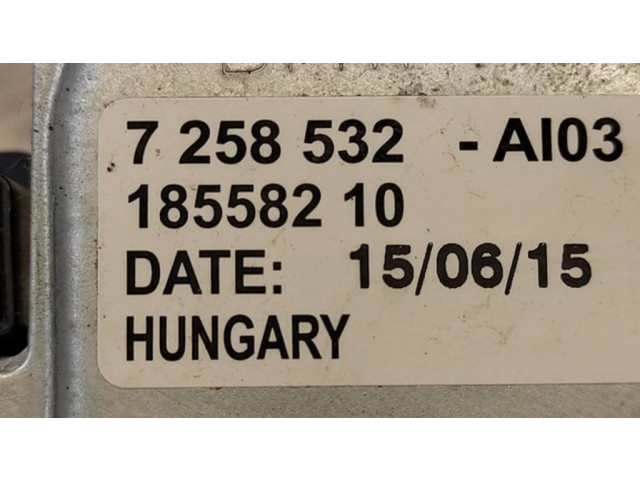 7 258 532 - AI03
185582 10
DATE: 15/06/15
HUNGARY